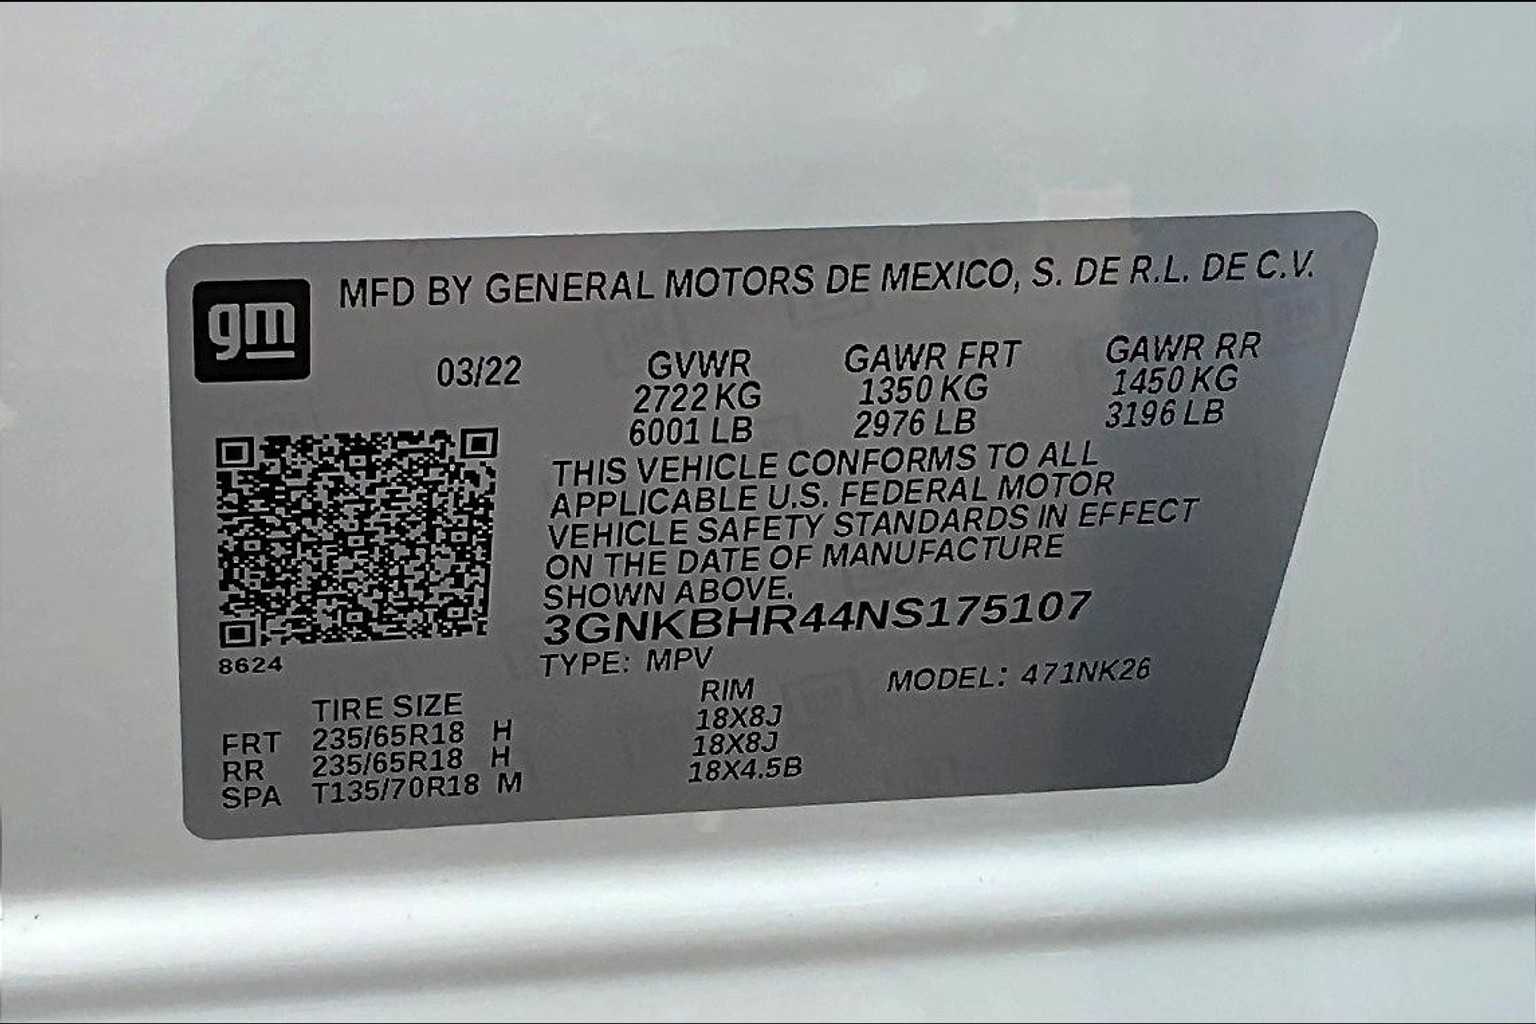 gm
MFD BY GENERAL MOTORS DE MEXICO, S. DE R.L. DE C.V.
03/22 GVWR GAWR FRT GAWR RR
2722 KG 1350 KG 1450 KG
6001 LB 2976 LB 3196 LB
THIS VEHICLE CONFORMS TO ALL
APPLICABLE U.S. FEDERAL MOTOR
VEHICLE SAFETY STANDARDS IN EFFECT
ON THE DATE OF MANUFACTURE
SHOWN ABOVE.
3GNKBHR44NS175107
8624
TYPE: MPV MODEL: 471NK26
TIRE SIZE RIM
FRT 235/65R18 H 18X8J
RR 235/65R18 H 18X8J
SPA T135/70R18 M 18X4.5B